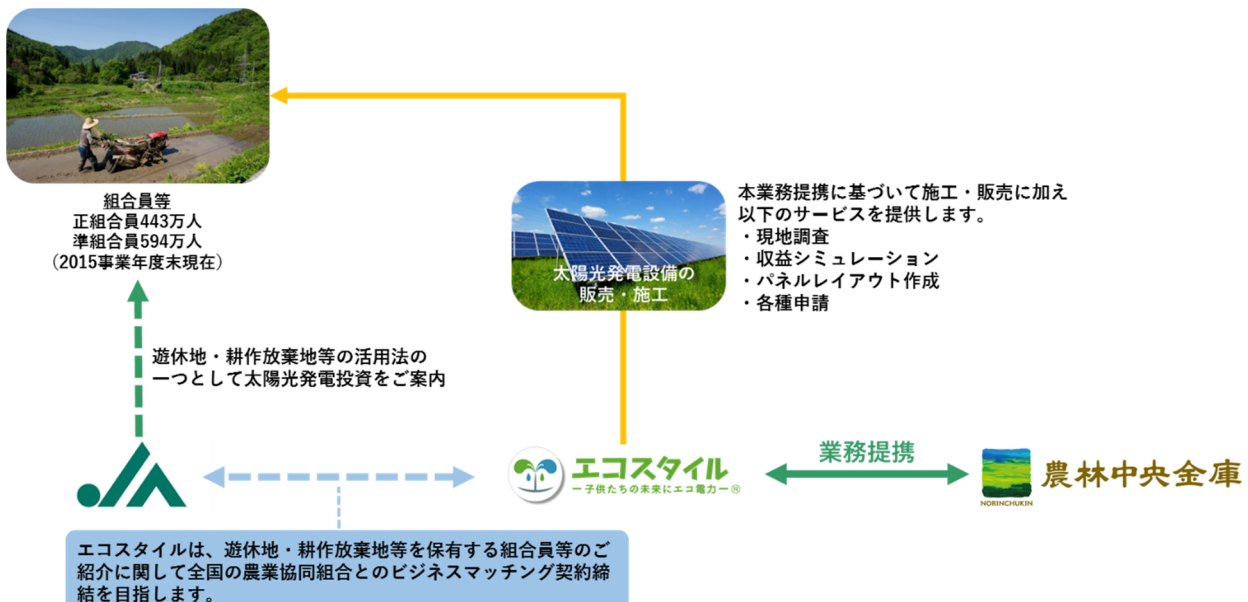 組合員等
正組合員443万人
準組合員594万人
（2015事業年度末現在）
太陽光発電設備の
販売・施工
本業務提携に基づいて施工・販売に加え
以下のサービスを提供します。
・現地調査
・収益シミュレーション
・パネルレイアウト作成
・各種申請
遊休地・耕作放棄地等の活用法の
一つとして太陽光発電投資をご案内
JA
エコスタイル
ー子供たちの未来にエコ電力ー®
業務提携
農林中央金庫
NORINCHUKIN
エコスタイルは、遊休地・耕作放棄地等を保有する組合員等のご
紹介に関して全国の農業協同組合とのビジネスマッチング契約締
結を目指します。